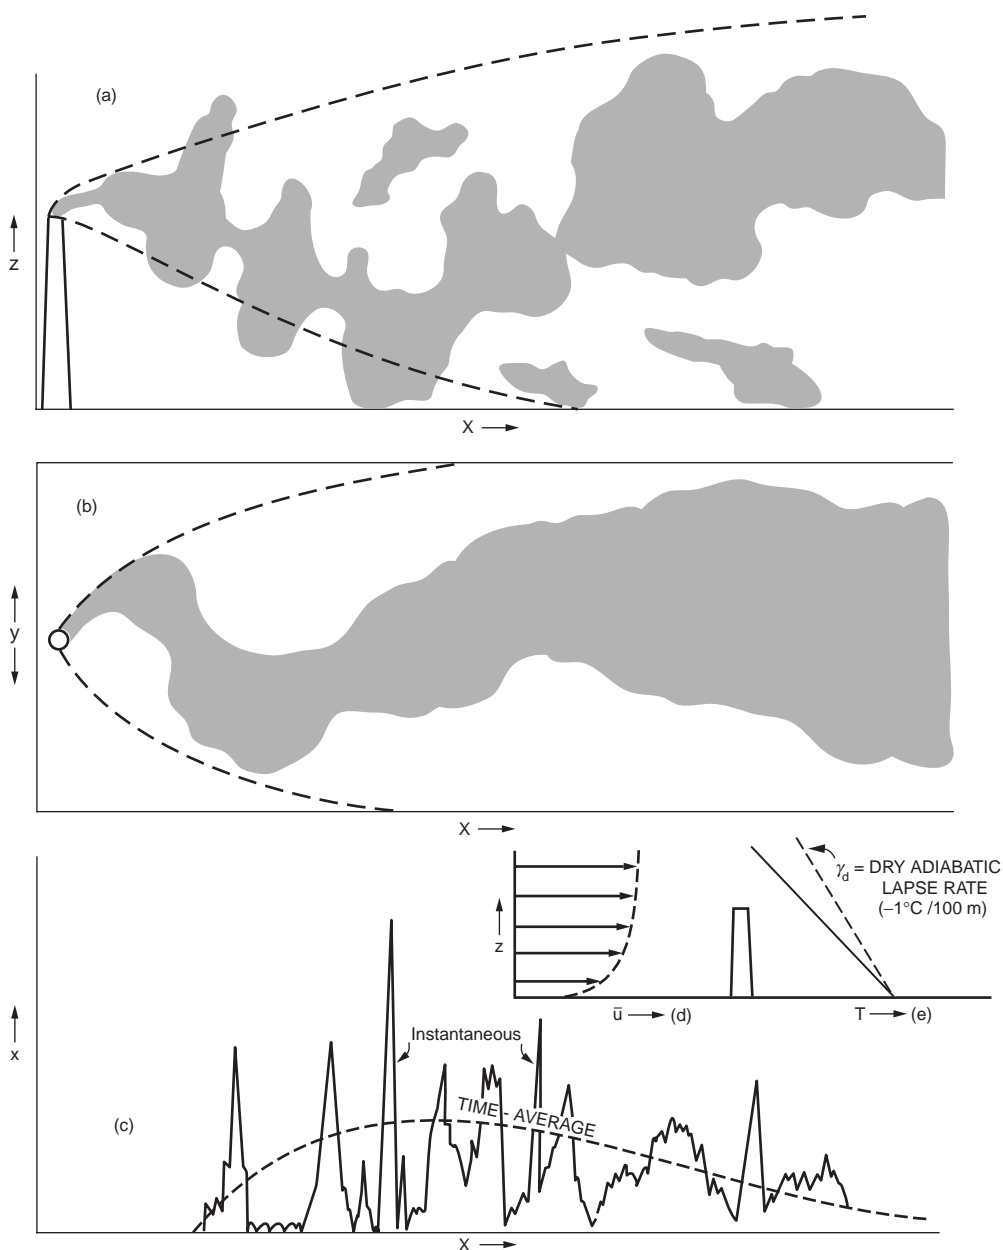 (a)
z
X
(b)
y
X
γd = DRY ADIABATIC
LAPSE RATE
(–1°C /100 m)
z
ū (d)
T (e)
x
Instantaneous
TIME - AVERAGE
(c)
X